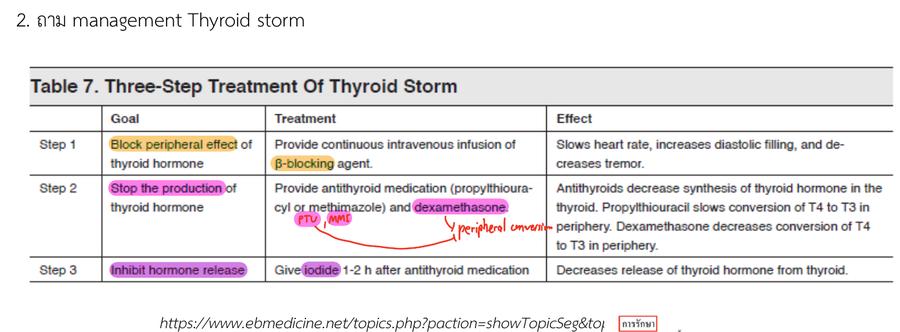 2. ถาม management Thyroid storm
Table 7. Three-Step Treatment Of Thyroid Storm
Goal Treatment Effect
Step 1 Block peripheral effect of Provide continuous intravenous infusion of Slows heart rate, increases diastolic filling, and de-
thyroid hormone β-blocking agent. creases tremor.
Step 2 Stop the production of Provide antithyroid medication (propylthioura- Antithyroids decrease synthesis of thyroid hormone in the
thyroid hormone cyl or methimazole) and dexamethasone. thyroid. Propylthiouracil slows conversion of T4 to T3 in
PTU, MMI peripheral conversion periphery. Dexamethasone decreases conversion of T4
to T3 in periphery.
Step 3 Inhibit hormone release Give iodide 1-2 h after antithyroid medication Decreases release of thyroid hormone from thyroid.
https://www.ebmedicine.net/topics.php?paction=showTopicSeg&top การรักษา